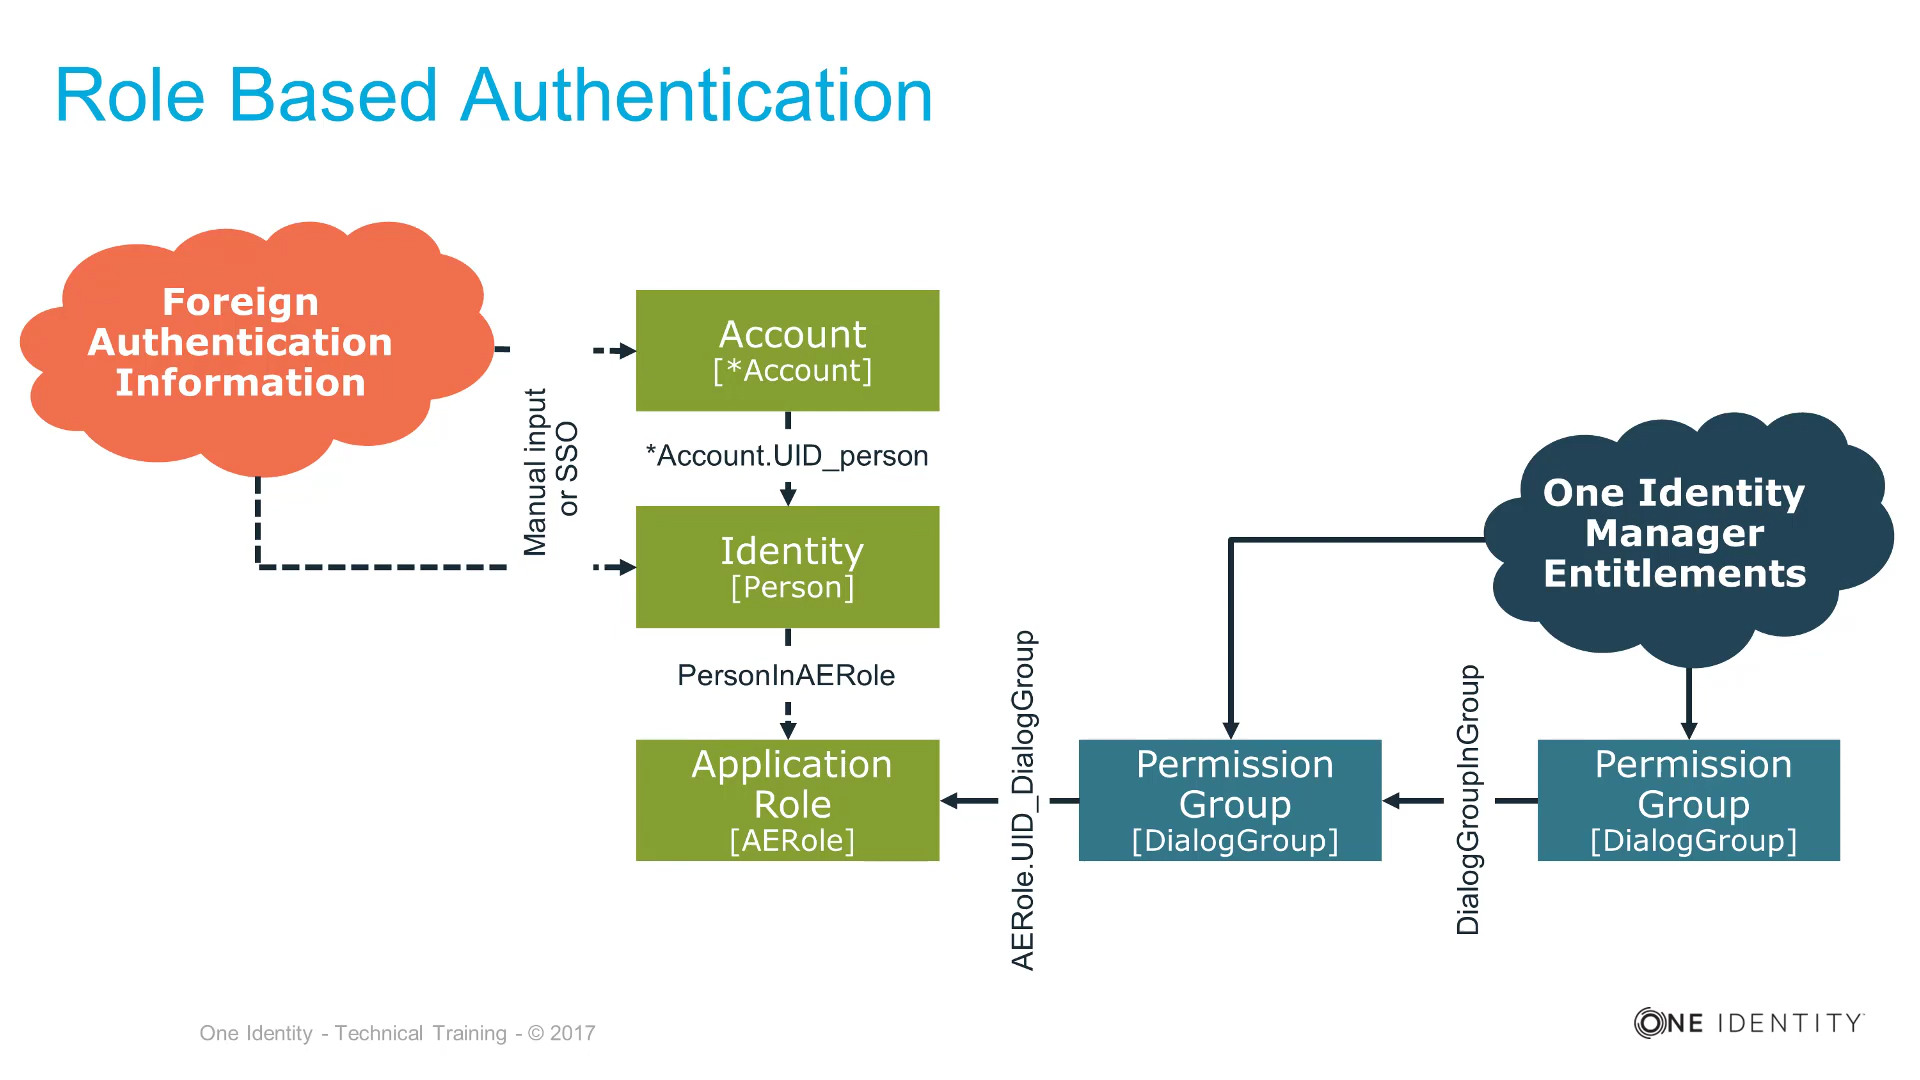 Role Based Authentication
Foreign
Authentication
Information
Manual input
or SSO
Account
[*Account]
*Account.UID_person
Identity
[Person]
PersonInAERole
Application
Role
[AERole]
AERole.UID_DialogGroup
Permission
Group
[DialogGroup]
DialogGroupInGroup
One Identity
Manager
Entitlements
Permission
Group
[DialogGroup]
One Identity - Technical Training - © 2017
ONE IDENTITY